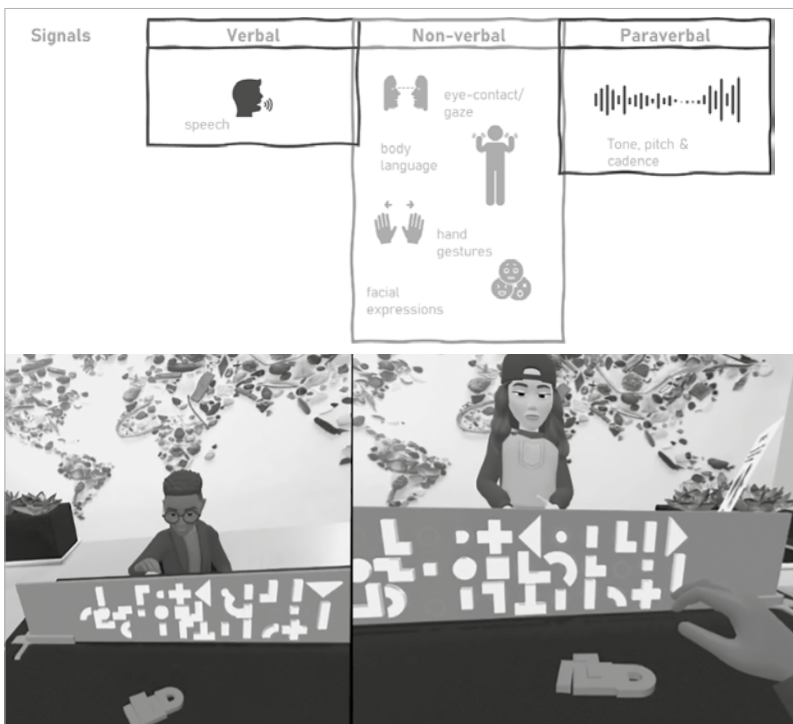 Signals
Verbal
Non-verbal
Paraverbal
speech
eye-contact/
gaze
body
language
hand
gestures
facial
expressions
Tone, pitch &
cadence